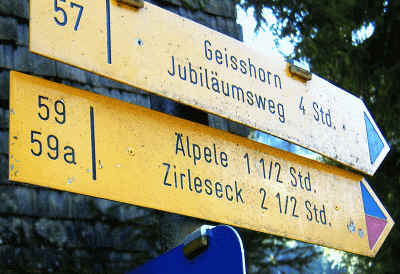 57
Geisshorn
Jubiläumsweg 4 Std.
59
59a
Älpele 1 1/2 Std.
Zirleseck 2 1/2 Std.